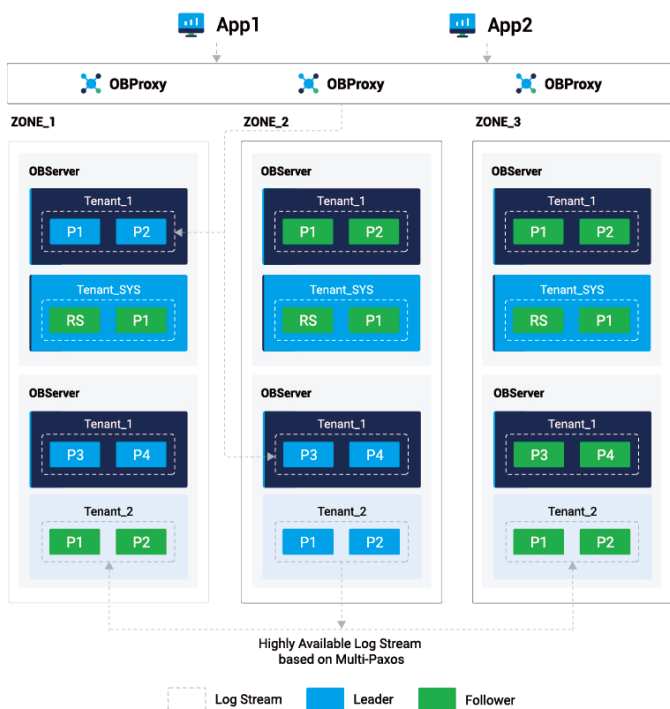 App1
App2
OBProxy
OBProxy
OBProxy
ZONE_1
ZONE_2
ZONE_3
OBServer
Tenant_1
P1
P2
Tenant_SYS
RS
P1
OBServer
Tenant_1
P3
P4
Tenant_2
P1
P2
OBServer
Tenant_1
P1
P2
Tenant_SYS
RS
P1
OBServer
Tenant_1
P3
P4
Tenant_2
P1
P2
OBServer
Tenant_1
P1
P2
Tenant_SYS
RS
P1
OBServer
Tenant_1
P3
P4
Tenant_2
P1
P2
Highly Available Log Stream
based on Multi-Paxos
Log Stream
Leader
Follower